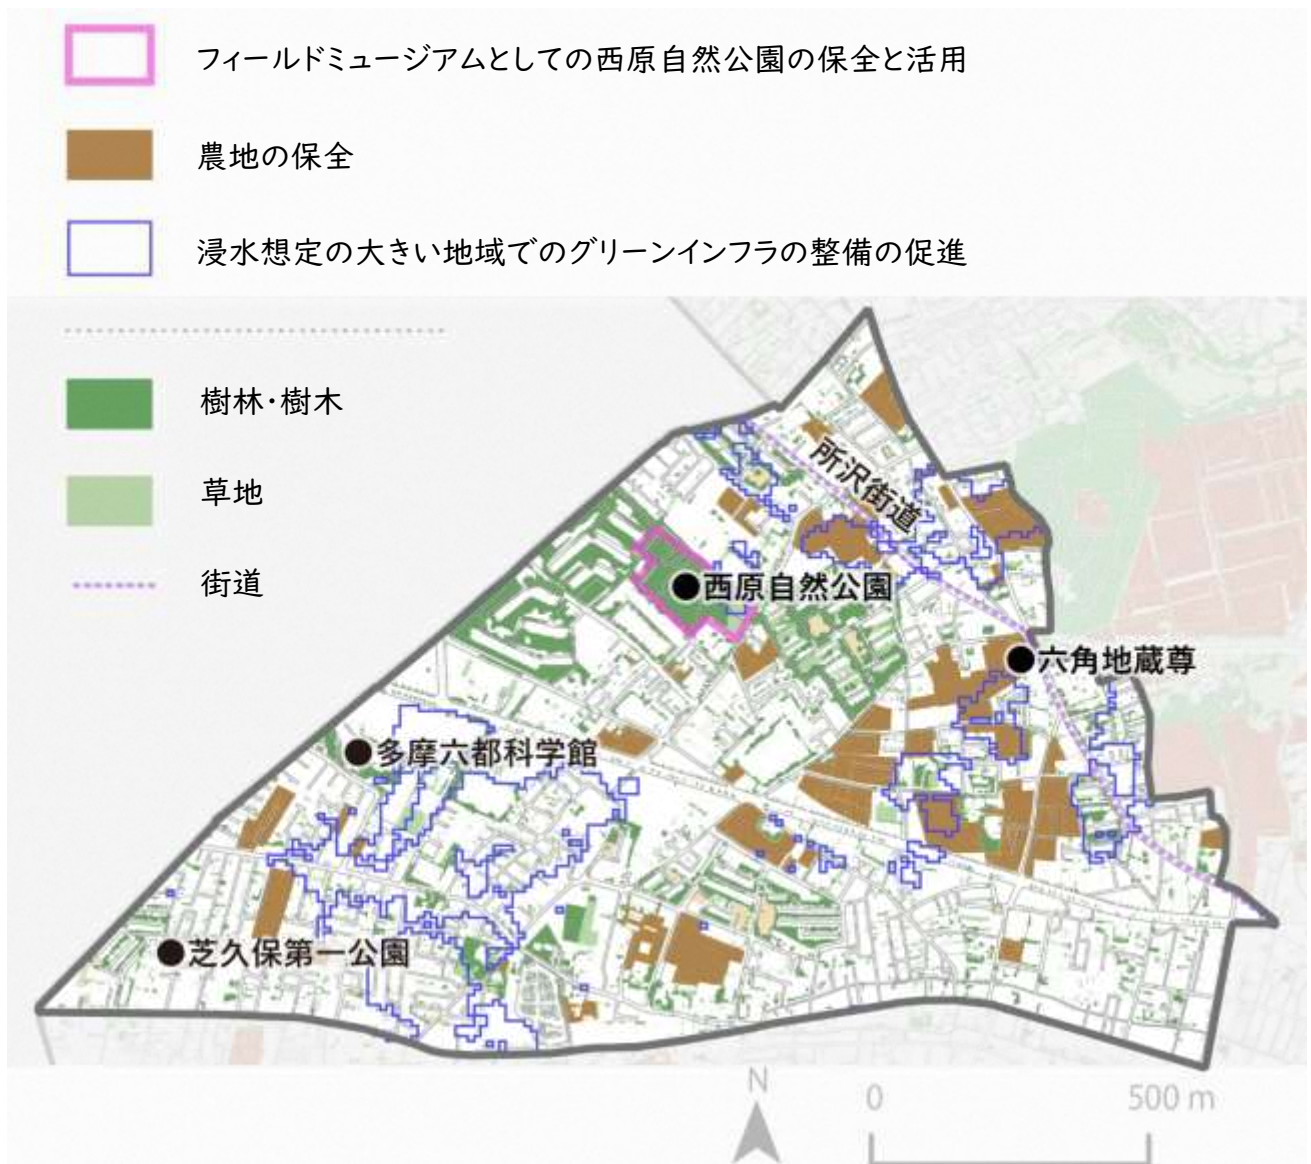 フィールドミュージアムとしての西原自然公園の保全と活用
農地の保全
浸水想定の大きい地域でのグリーンインフラの整備の促進
樹林・樹木
草地
街道
所沢街道
●西原自然公園
●六角地蔵尊
●多摩六都科学館
●芝久保第一公園
N
0
500 m